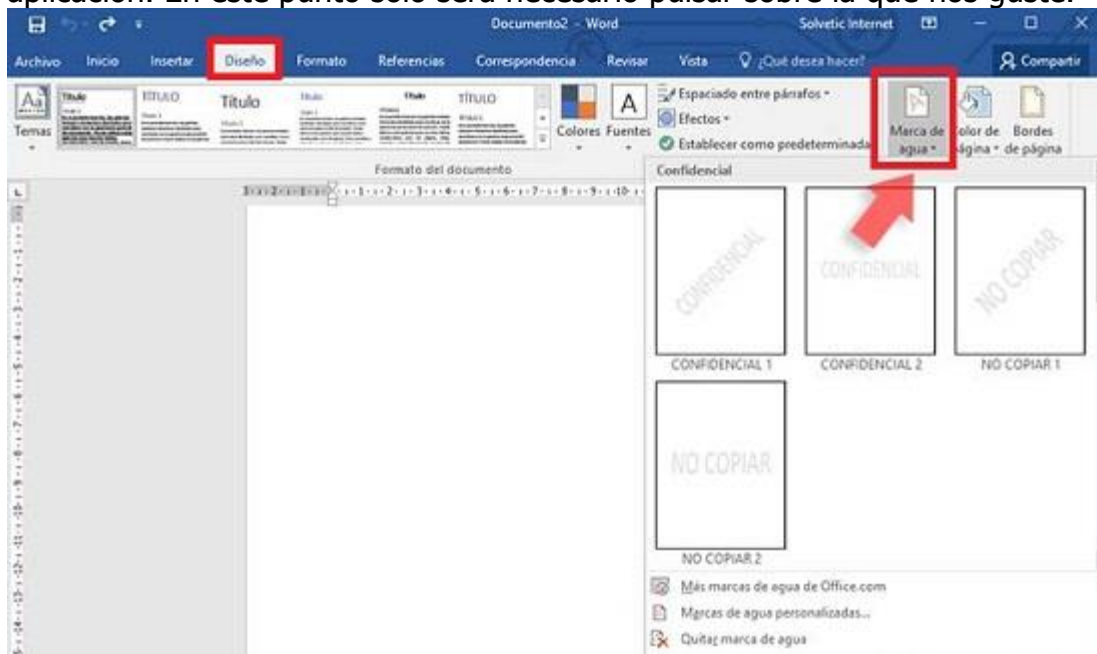 aplicación. En este punto sólo será necesario pulsar sobre la que nos guste.
Documento2 - Word
Solvetic Internet
Archivo Inicio Insertar Diseño Formato Referencias Correspondencia Revisar Vista ¿Qué desea hacer? Compartir
Temas
Título TÍTULO Título Título Título TÍTULO
Colores Fuentes
Espaciado entre párrafos
Efectos
Establecer como predeterminada
Marca de agua
Color de página
Bordes de página
Formato del documento
Confidencial
CONFIDENCIAL
CONFIDENCIAL
NO COPIAR
CONFIDENCIAL 1 CONFIDENCIAL 2 NO COPIAR 1
NO COPIAR
NO COPIAR 2
Más marcas de agua de Office.com
Marcas de agua personalizadas...
Quitar marca de agua